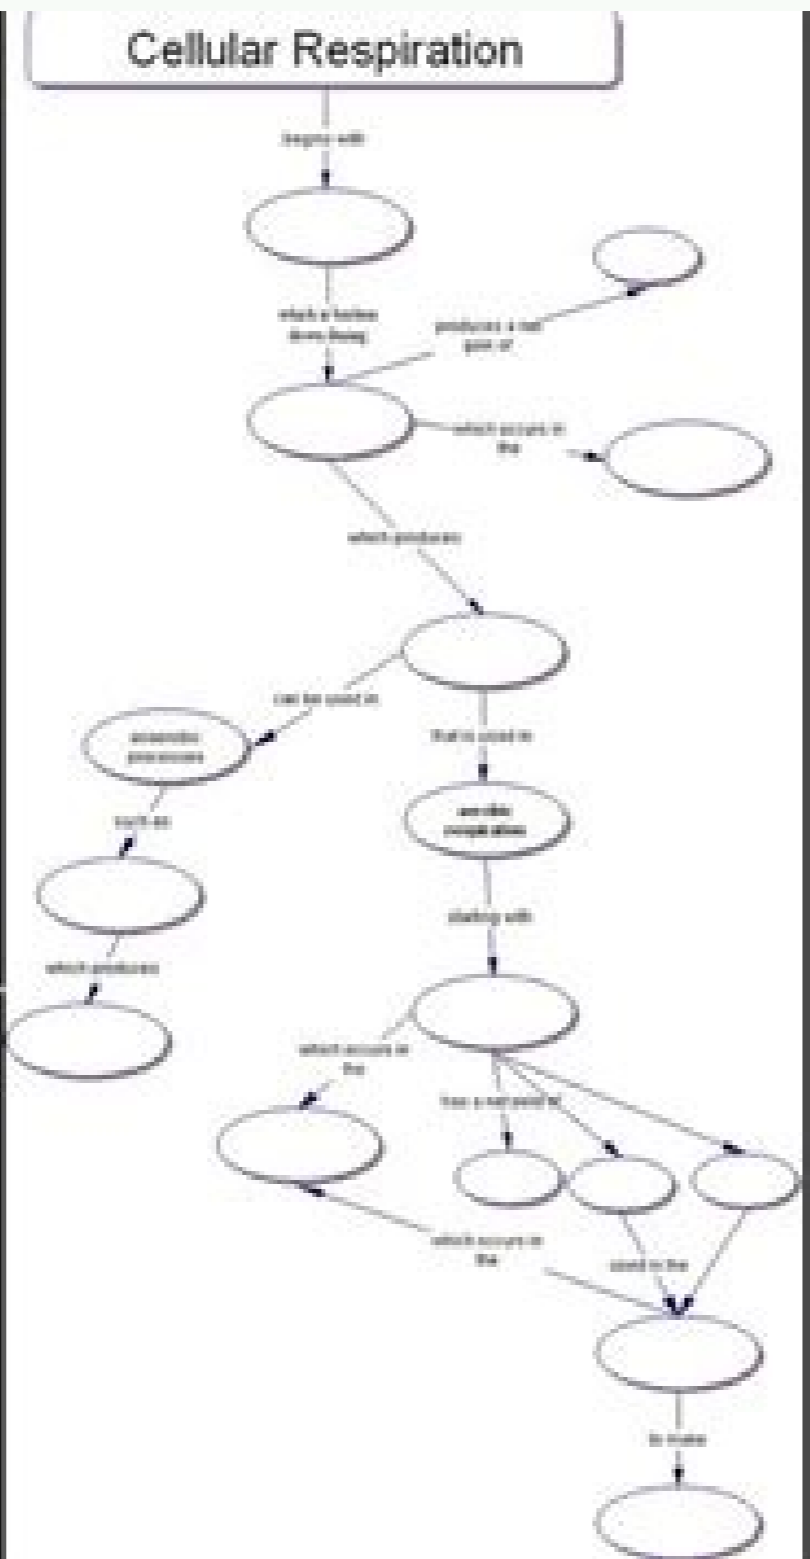 Cellular Respiration
begins with
which is broken
down during
produces a net
gain of
which occurs in
the
which produces
can be used in
that is used in
anaerobic
processes
aerobic
respiration
such as
starting with
which produces
which occurs in
the
has a net yield of
which occurs in
the
used in the
to make